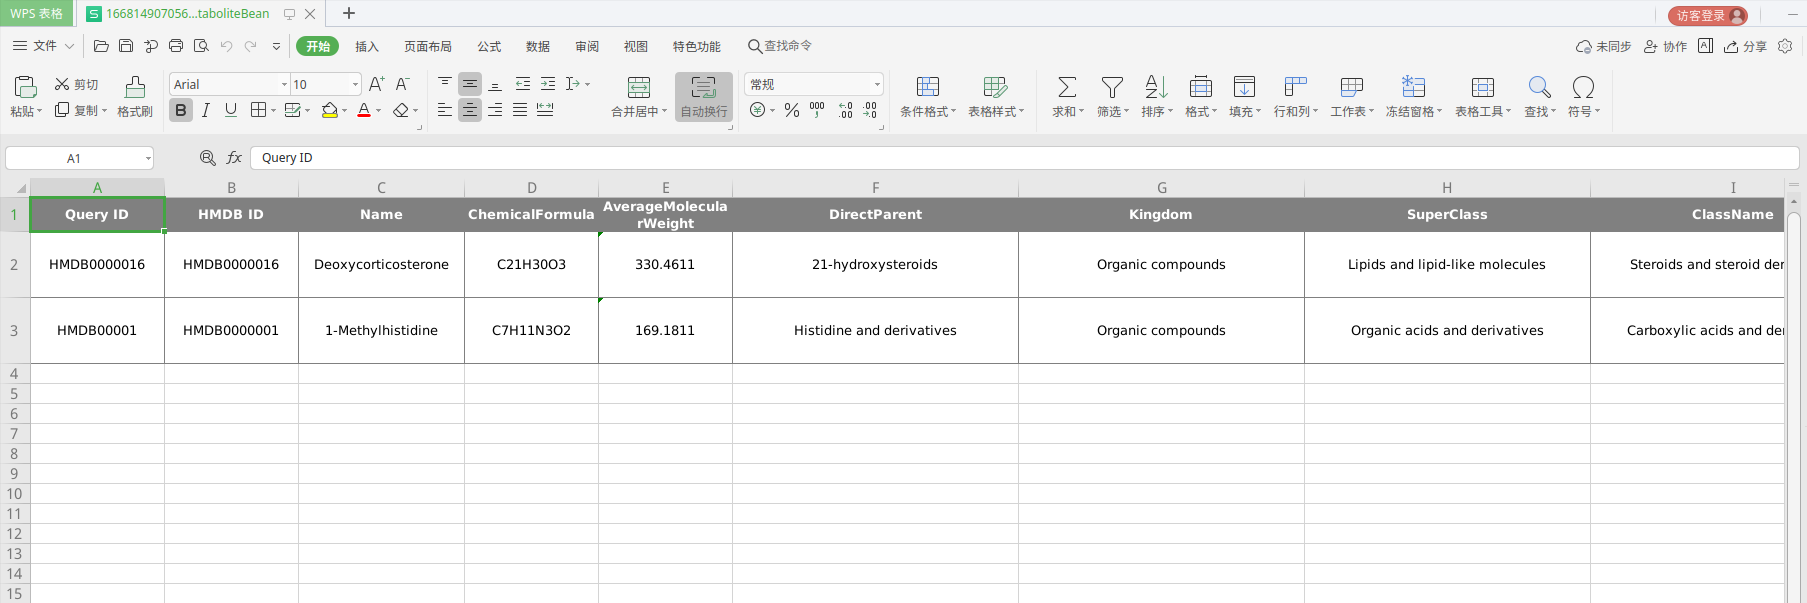 WPS 表格
166814907056...taboliteBean
访客登录
文件
开始 插入 页面布局 公式 数据 审阅 视图 特色功能 查找命令
未同步 协作 分享
剪切
Arial 10
常规
粘贴 复制 格式刷
B I U A
合并居中 自动换行
条件格式 表格样式 求和 筛选 排序 格式 填充 行和列 工作表 冻结窗格 表格工具 查找 符号
A1
fx
Query ID
A B C D E F G H I
1 Query ID HMDB ID Name ChemicalFormula AverageMolecula DirectParent Kingdom SuperClass ClassName
rWeight
2 HMDB0000016 HMDB0000016 Deoxycorticosterone C21H30O3 330.4611 21-hydroxysteroids Organic compounds Lipids and lipid-like molecules Steroids and steroid der
3 HMDB00001 HMDB0000001 1-Methylhistidine C7H11N3O2 169.1811 Histidine and derivatives Organic compounds Organic acids and derivatives Carboxylic acids and der
4
5
6
7
8
9
10
11
12
13
14
15